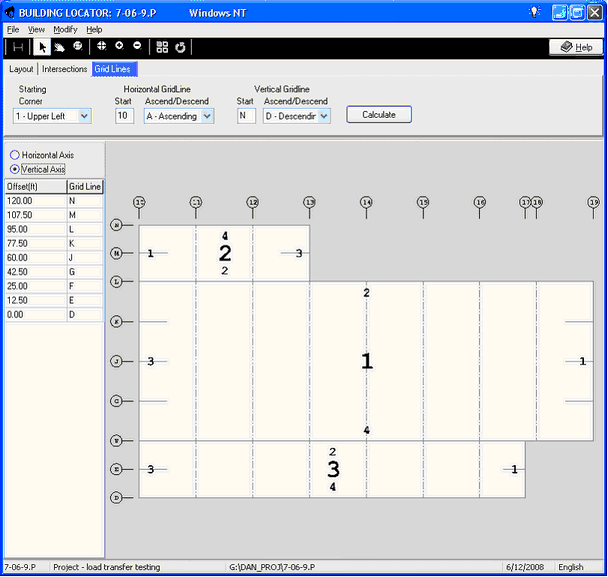 BUILDING LOCATOR: 7-06-9.P Windows NT
File View Modify Help
Help
Layout Intersections Grid Lines
Starting Horizontal GridLine Vertical Gridline
Corner Start Ascend/Descend Start Ascend/Descend
1 - Upper Left 10 A - Ascending N D - Descendir Calculate
Horizontal Axis
Vertical Axis
Offset(ft) Grid Line
120.00 N
107.50 M
95.00 L
77.50 K
60.00 J
42.50 G
25.00 F
12.50 E
0.00 D
10 11 12 13 14 15 16 17 18 19
N
4
M 1 2 3
2
L
2
K
J 3 1 1
G
4
F
2
E 3 3 1
4
D
7-06-9.P Project - load transfer testing G:\DAN_PROJ\7-06-9.P 6/12/2008 English